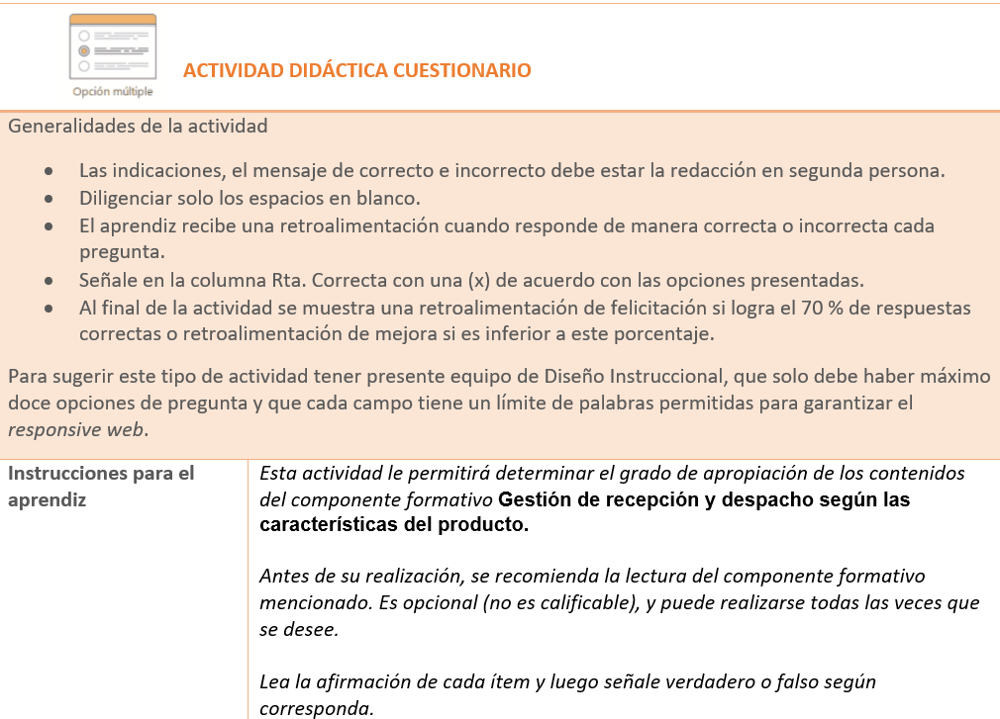 Opción múltiple
ACTIVIDAD DIDÁCTICA CUESTIONARIO
Generalidades de la actividad
• Las indicaciones, el mensaje de correcto e incorrecto debe estar la redacción en segunda persona.
• Diligenciar solo los espacios en blanco.
• El aprendiz recibe una retroalimentación cuando responde de manera correcta o incorrecta cada
pregunta.
• Señale en la columna Rta. Correcta con una (x) de acuerdo con las opciones presentadas.
• Al final de la actividad se muestra una retroalimentación de felicitación si logra el 70 % de respuestas
correctas o retroalimentación de mejora si es inferior a este porcentaje.
Para sugerir este tipo de actividad tener presente equipo de Diseño Instruccional, que solo debe haber máximo
doce opciones de pregunta y que cada campo tiene un límite de palabras permitidas para garantizar el
responsive web.
Instrucciones para el
aprendiz
Esta actividad le permitirá determinar el grado de apropiación de los contenidos
del componente formativo Gestión de recepción y despacho según las
características del producto.
Antes de su realización, se recomienda la lectura del componente formativo
mencionado. Es opcional (no es calificable), y puede realizarse todas las veces que
se desee.
Lea la afirmación de cada ítem y luego señale verdadero o falso según
corresponda.